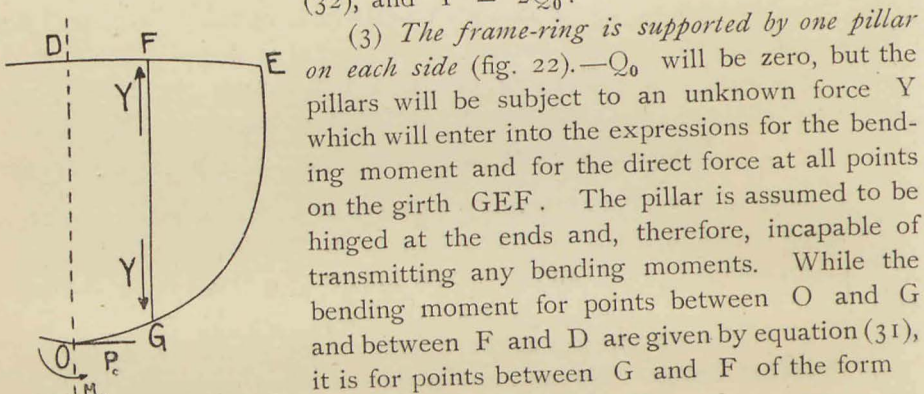 (32), and
(3) The frame-ring is supported by one pillar
on each side (fig. 22).—Q₀ will be zero, but the
pillars will be subject to an unknown force Y
which will enter into the expressions for the bend-
ing moment and for the direct force at all points
on the girth GEF. The pillar is assumed to be
hinged at the ends and, therefore, incapable of
transmitting any bending moments. While the
bending moment for points between O and G
and between F and D are given by equation (31),
it is for points between G and F of the form
D F
E
Y
Y
G
O
P
M